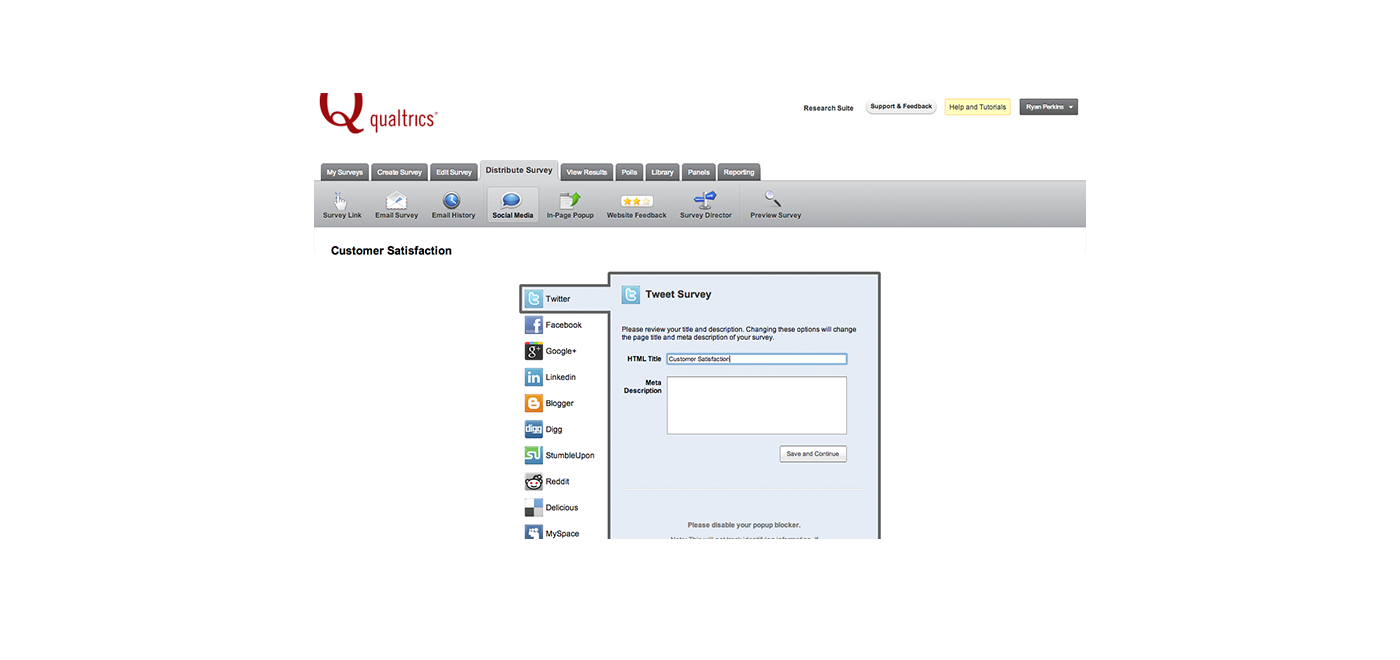 qualtrics
Research Suite
Support & Feedback
Help and Tutorials
Ryan Perkins
My Surveys
Create Survey
Edit Survey
Distribute Survey
View Results
Polls
Library
Panels
Reporting
Survey Link
Email Survey
Email History
Social Media
In-Page Popup
Website Feedback
Survey Director
Preview Survey
Customer Satisfaction
Twitter
Facebook
Google+
Linkedin
Blogger
digg
Digg
StumbleUpon
Reddit
Delicious
MySpace
Tweet Survey
Please review your title and description. Changing these options will change
the page title and meta description of your survey.
HTML Title
Customer Satisfaction
Meta
Description
Save and Continue
Please disable your popup blocker.